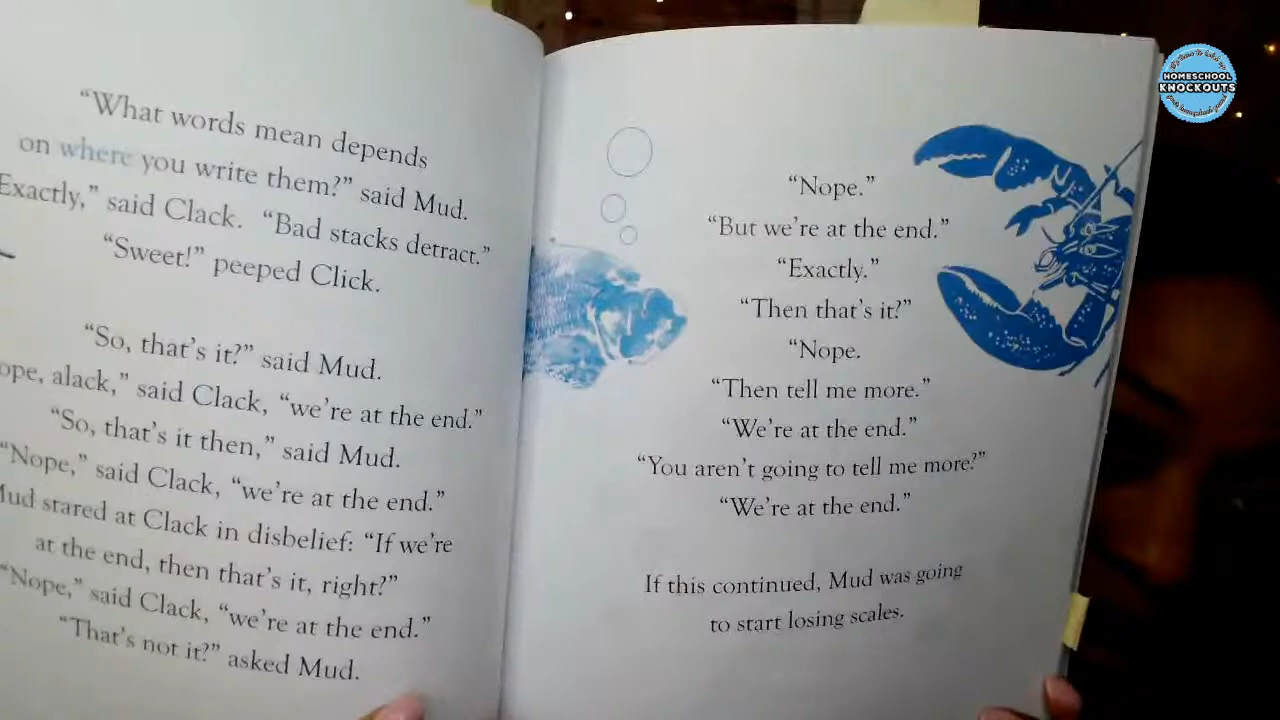 “What words mean depends
on where you write them?” said Mud.
Exactly,” said Clack. “Bad stacks detract.”
“Sweet!” peeped Click.
“So, that’s it?” said Mud.
ope, alack,” said Clack, “we’re at the end.”
“So, that’s it then,” said Mud.
“Nope,” said Clack, “we’re at the end.”
Mud stared at Clack in disbelief: “If we’re
at the end, then that’s it, right?”
“Nope,” said Clack, “we’re at the end.”
“That’s not it?” asked Mud.
“Nope.”
“But we’re at the end.”
“Exactly.”
“Then that’s it?”
“Nope.
“Then tell me more.”
“We’re at the end.”
“You aren’t going to tell me more?”
“We’re at the end.”
If this continued, Mud was going
to start losing scales.
HOMESCHOOL
KNOCKOUTS